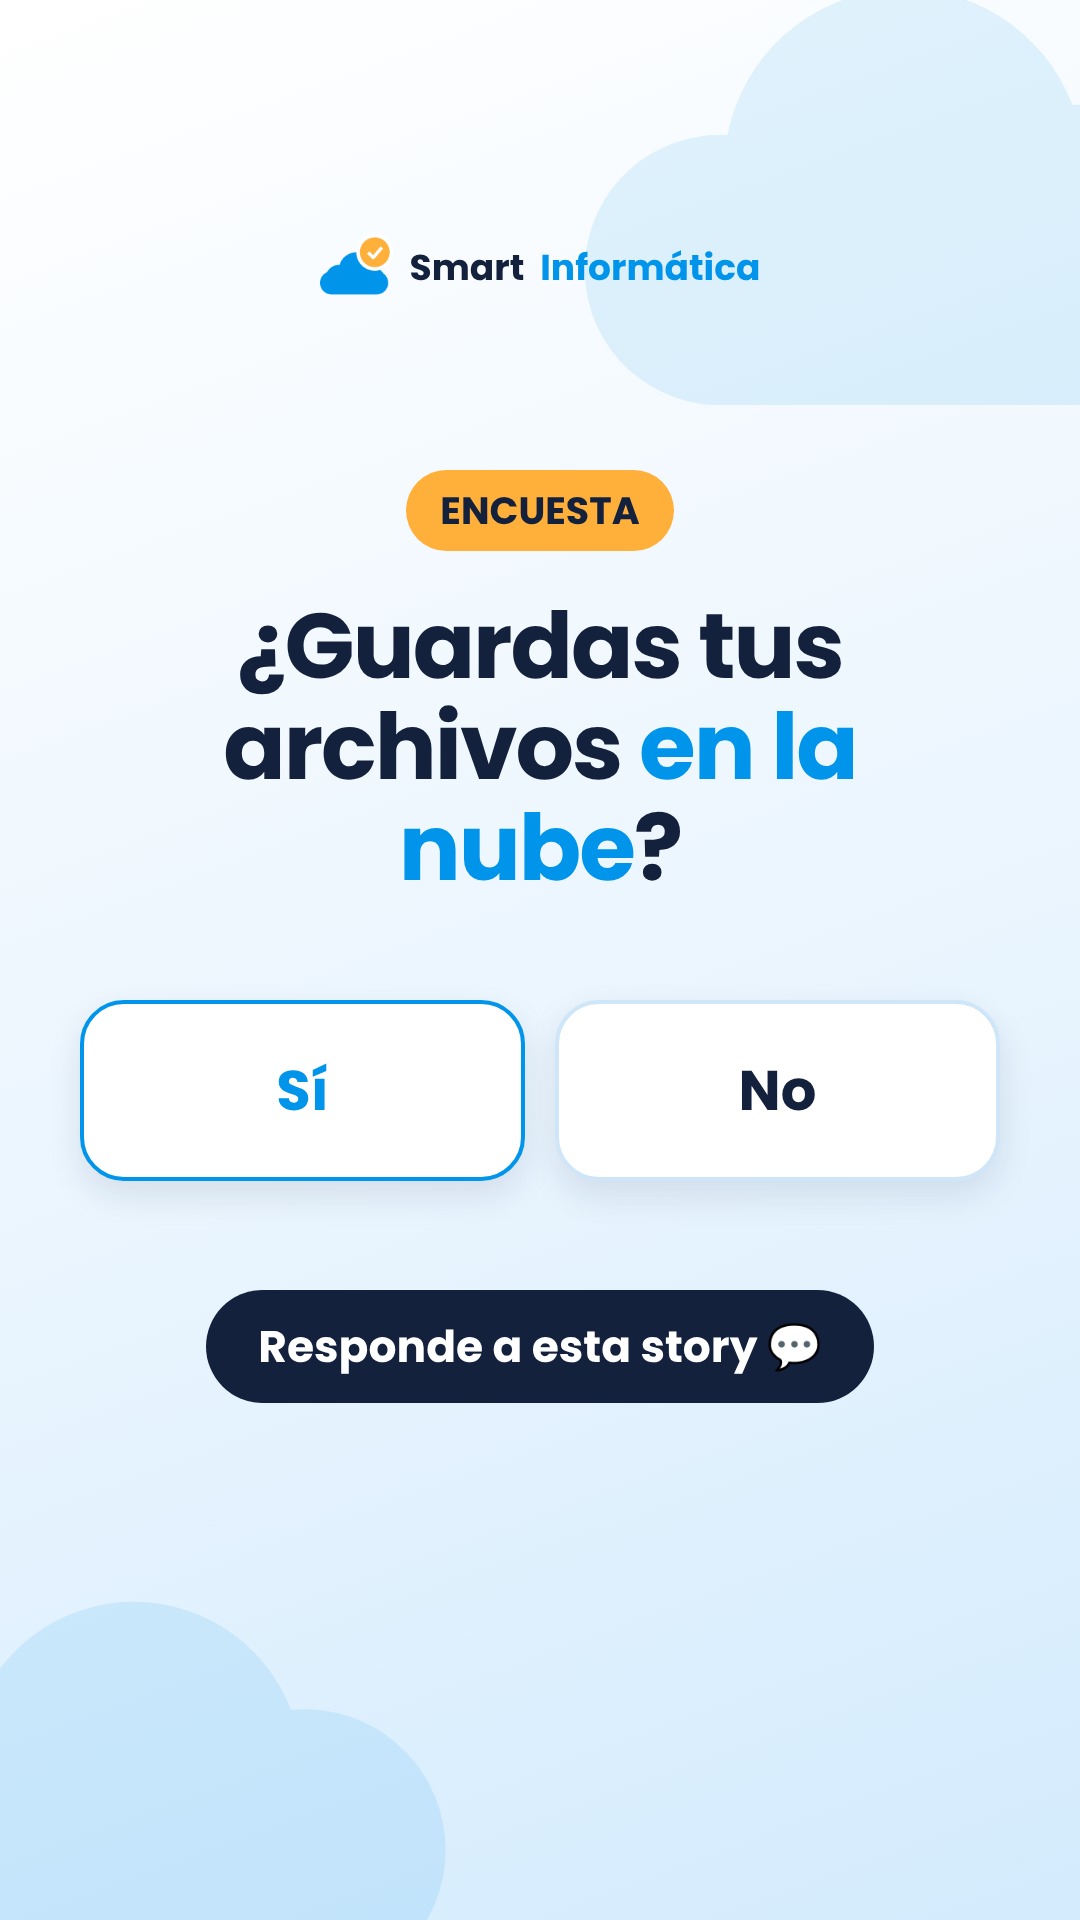 Smart Informática
ENCUESTA
¿Guardas tus
archivos en la
nube?
Sí
No
Responde a esta story 💬